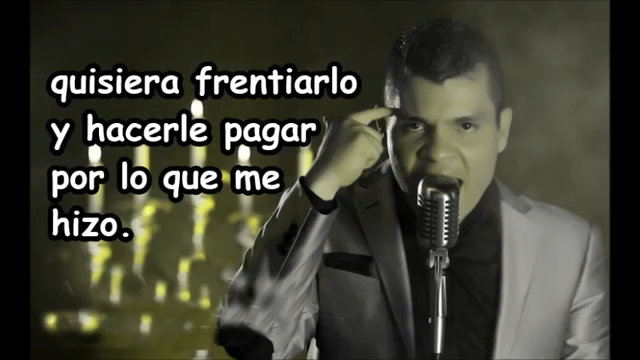 quisiera frentiarlo
y hacerle pagar
por lo que me
hizo.